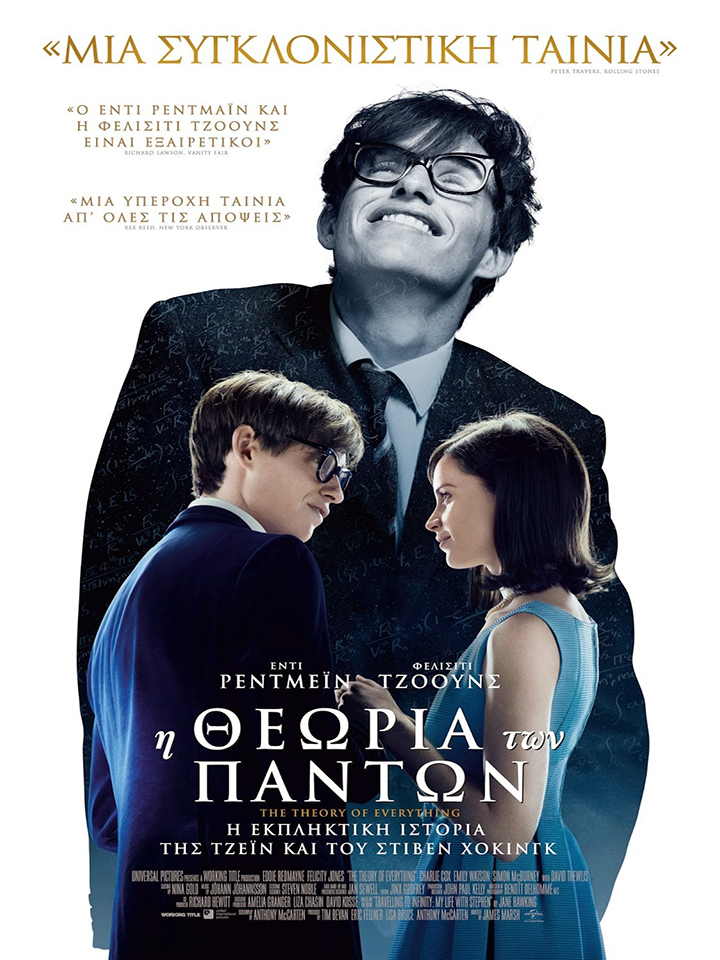 «ΜΙΑ ΣΥΓΚΛΟΝΙΣΤΙΚΗ ΤΑΙΝΙΑ»
PETER TRAVERS, ROLLING STONES
«Ο ΕΝΤΙ ΡΕΝΤΜΑΪΝ ΚΑΙ
Η ΦΕΛΙΣΙΤΙ ΤΖΟΟΥΝΣ
ΕΙΝΑΙ ΕΞΑΙΡΕΤΙΚΟΙ»
RICHARD LAWSON, VANITY FAIR
«ΜΙΑ ΥΠΕΡΟΧΗ ΤΑΙΝΙΑ
ΑΠ' ΟΛΕΣ ΤΙΣ ΑΠΟΨΕΙΣ»
REX REED, NEW YORK OBSERVER
ΕΝΤΙ ΦΕΛΙΣΙΤΙ
ΡΕΝΤΜΕΪΝ ΤΖΟΟΥΝΣ
η ΘΕΩΡΙΑ των
ΠΑΝΤΩΝ
THE THEORY OF EVERYTHING
Η ΕΚΠΛΗΚΤΙΚΗ ΙΣΤΟΡΙΑ
ΤΗΣ ΤΖΕΪΝ ΚΑΙ ΤΟΥ ΣΤΙΒΕΝ ΧΟΚΙΝΓΚ
UNIVERSAL PICTURES PRESENTS A WORKING TITLE PRODUCTION EDDIE REDMAYNE FELICITY JONES "THE THEORY OF EVERYTHING" CHARLIE COX EMILY WATSON SIMON McBURNEY WITH DAVID THEWLIS
NINA GOLD JÓHANN JÓHANNSSON STEVEN NOBLE JAN SEWELL JINX GODFREY JOHN PAUL KELLY BENOÎT DELHOMME
RICHARD HEWITT AMELIA GRANGER LIZA CHASIN DAVID KOSSE "TRAVELLING TO INFINITY: MY LIFE WITH STEPHEN" BY JANE HAWKING
WORKING TITLE ANTHONY McCARTEN TIM BEVAN ERIC FELLNER LISA BRUCE ANTHONY McCARTEN JAMES MARSH UNIVERSAL